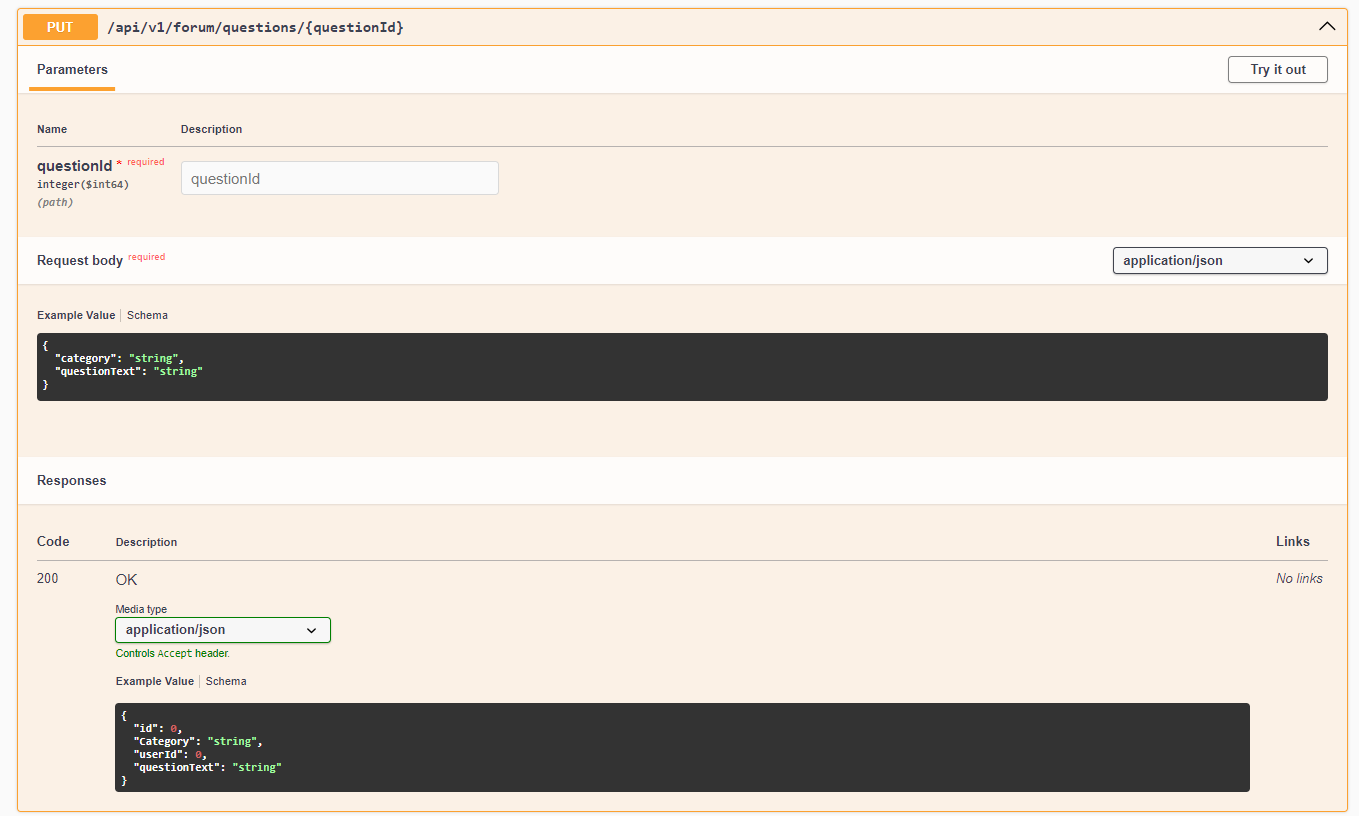 PUT /api/v1/forum/questions/{questionId}
Parameters
Try it out
Name Description
questionId * required
integer($int64)
(path)
questionId
Request body required
application/json
Example Value | Schema
{
  "category": "string",
  "questionText": "string"
}
Responses
Code Description Links
200 OK No links
Media type
application/json
Controls Accept header.
Example Value | Schema
{
  "id": 0,
  "Category": "string",
  "userId": 0,
  "questionText": "string"
}